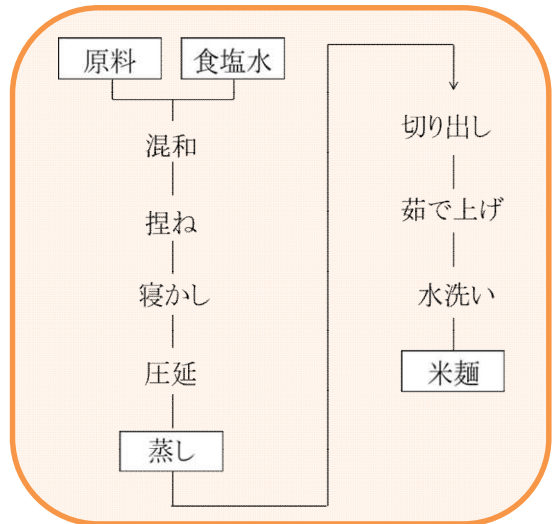 原料
食塩水
混和
捏ね
寝かし
圧延
蒸し
切り出し
茹で上げ
水洗い
米麺